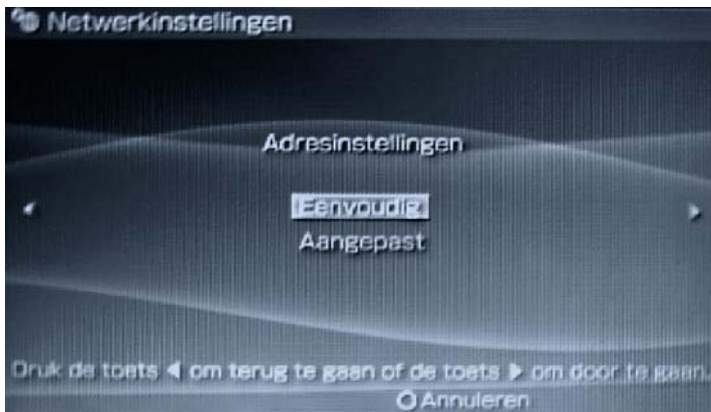 Netwerkinstellingen
Adresinstellingen
Eenvoudig
Aangepast
Druk de toets ◀ om terug te gaan of de toets ▶ om door te gaan.
Annuleren